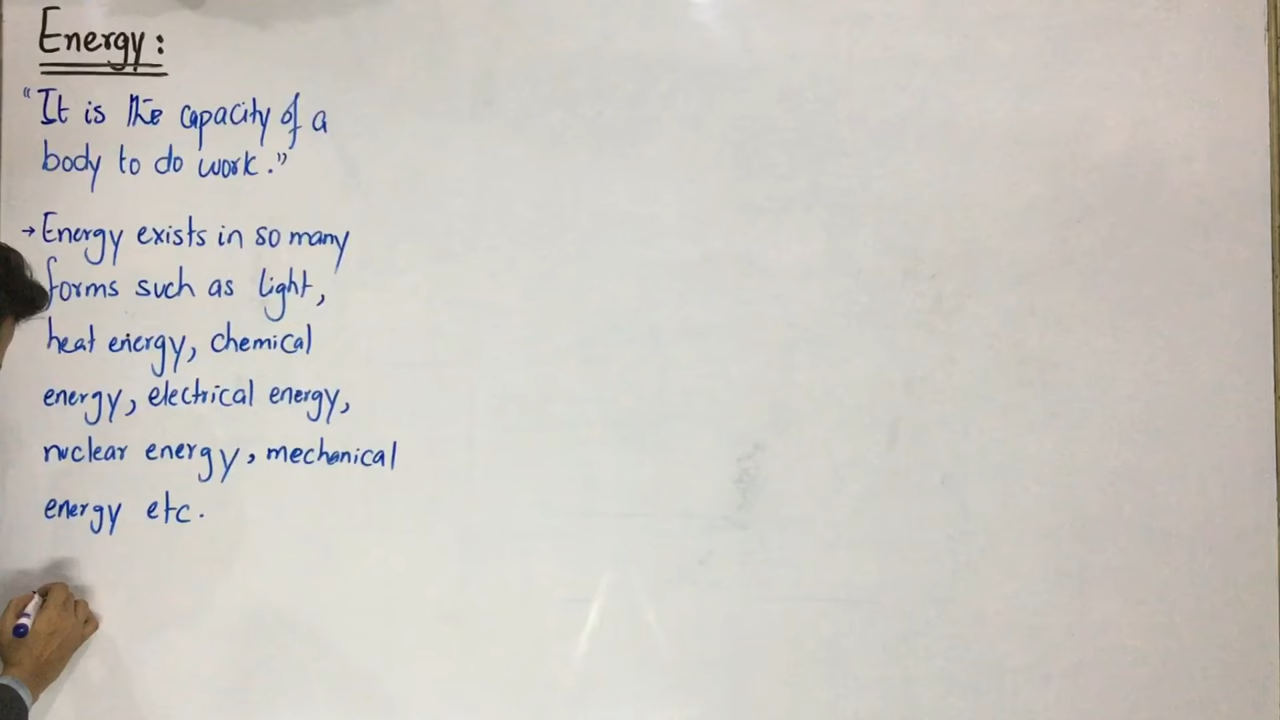 Energy:
"It is the capacity of a
body to do work."
→ Energy exists in so many
forms such as light,
heat energy, chemical
energy, electrical energy,
nuclear energy, mechanical
energy etc.